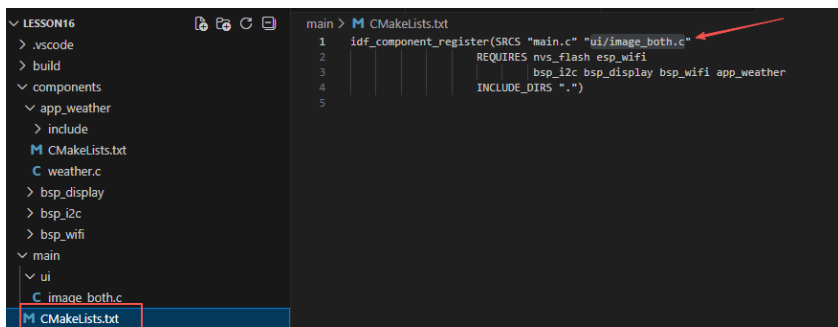 LESSON16
.vscode
build
components
app_weather
include
CMakeLists.txt
weather.c
bsp_display
bsp_i2c
bsp_wifi
main
ui
image_both.c
CMakeLists.txt
main > CMakeLists.txt
1 idf_component_register(SRCS "main.c" "ui/image_both.c"
2 REQUIRES nvs_flash esp_wifi
3 bsp_i2c bsp_display bsp_wifi app_weather
4 INCLUDE_DIRS ".")
5